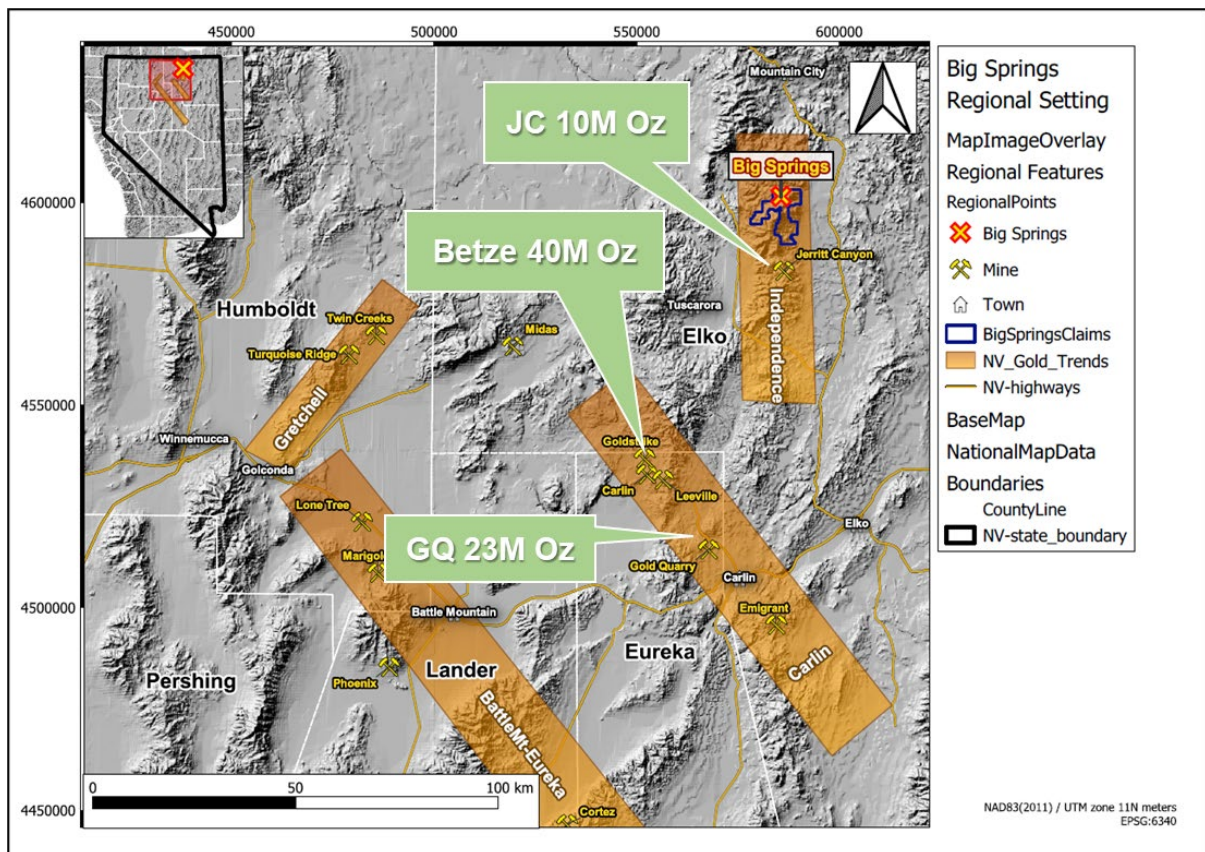 450000
500000
550000
600000
4600000
4550000
4500000
4450000
Mountain City
JC 10M Oz
Big Springs
Betze 40M Oz
Jerritt Canyon
Independence
Tuscarora
Elko
Humboldt
Twin Creeks
Turquoise Ridge
Midas
Getchell
Winnemucca
Golconda
Goldstrike
Carlin
Leeville
Lone Tree
Elko
GQ 23M Oz
Marigold
Gold Quarry
Carlin
Battle Mountain
Emigrant
Eureka
Lander
Carlin
Pershing
Phoenix
BattleMt-Eureka
Cortez
0
50
100 km
Big Springs
Regional Setting
MapImageOverlay
Regional Features
RegionalPoints
Big Springs
Mine
Town
BigSpringsClaims
NV_Gold_Trends
NV-highways
BaseMap
NationalMapData
Boundaries
CountyLine
NV-state_boundary
NAD83(2011) / UTM zone 11N meters
EPSG:6340